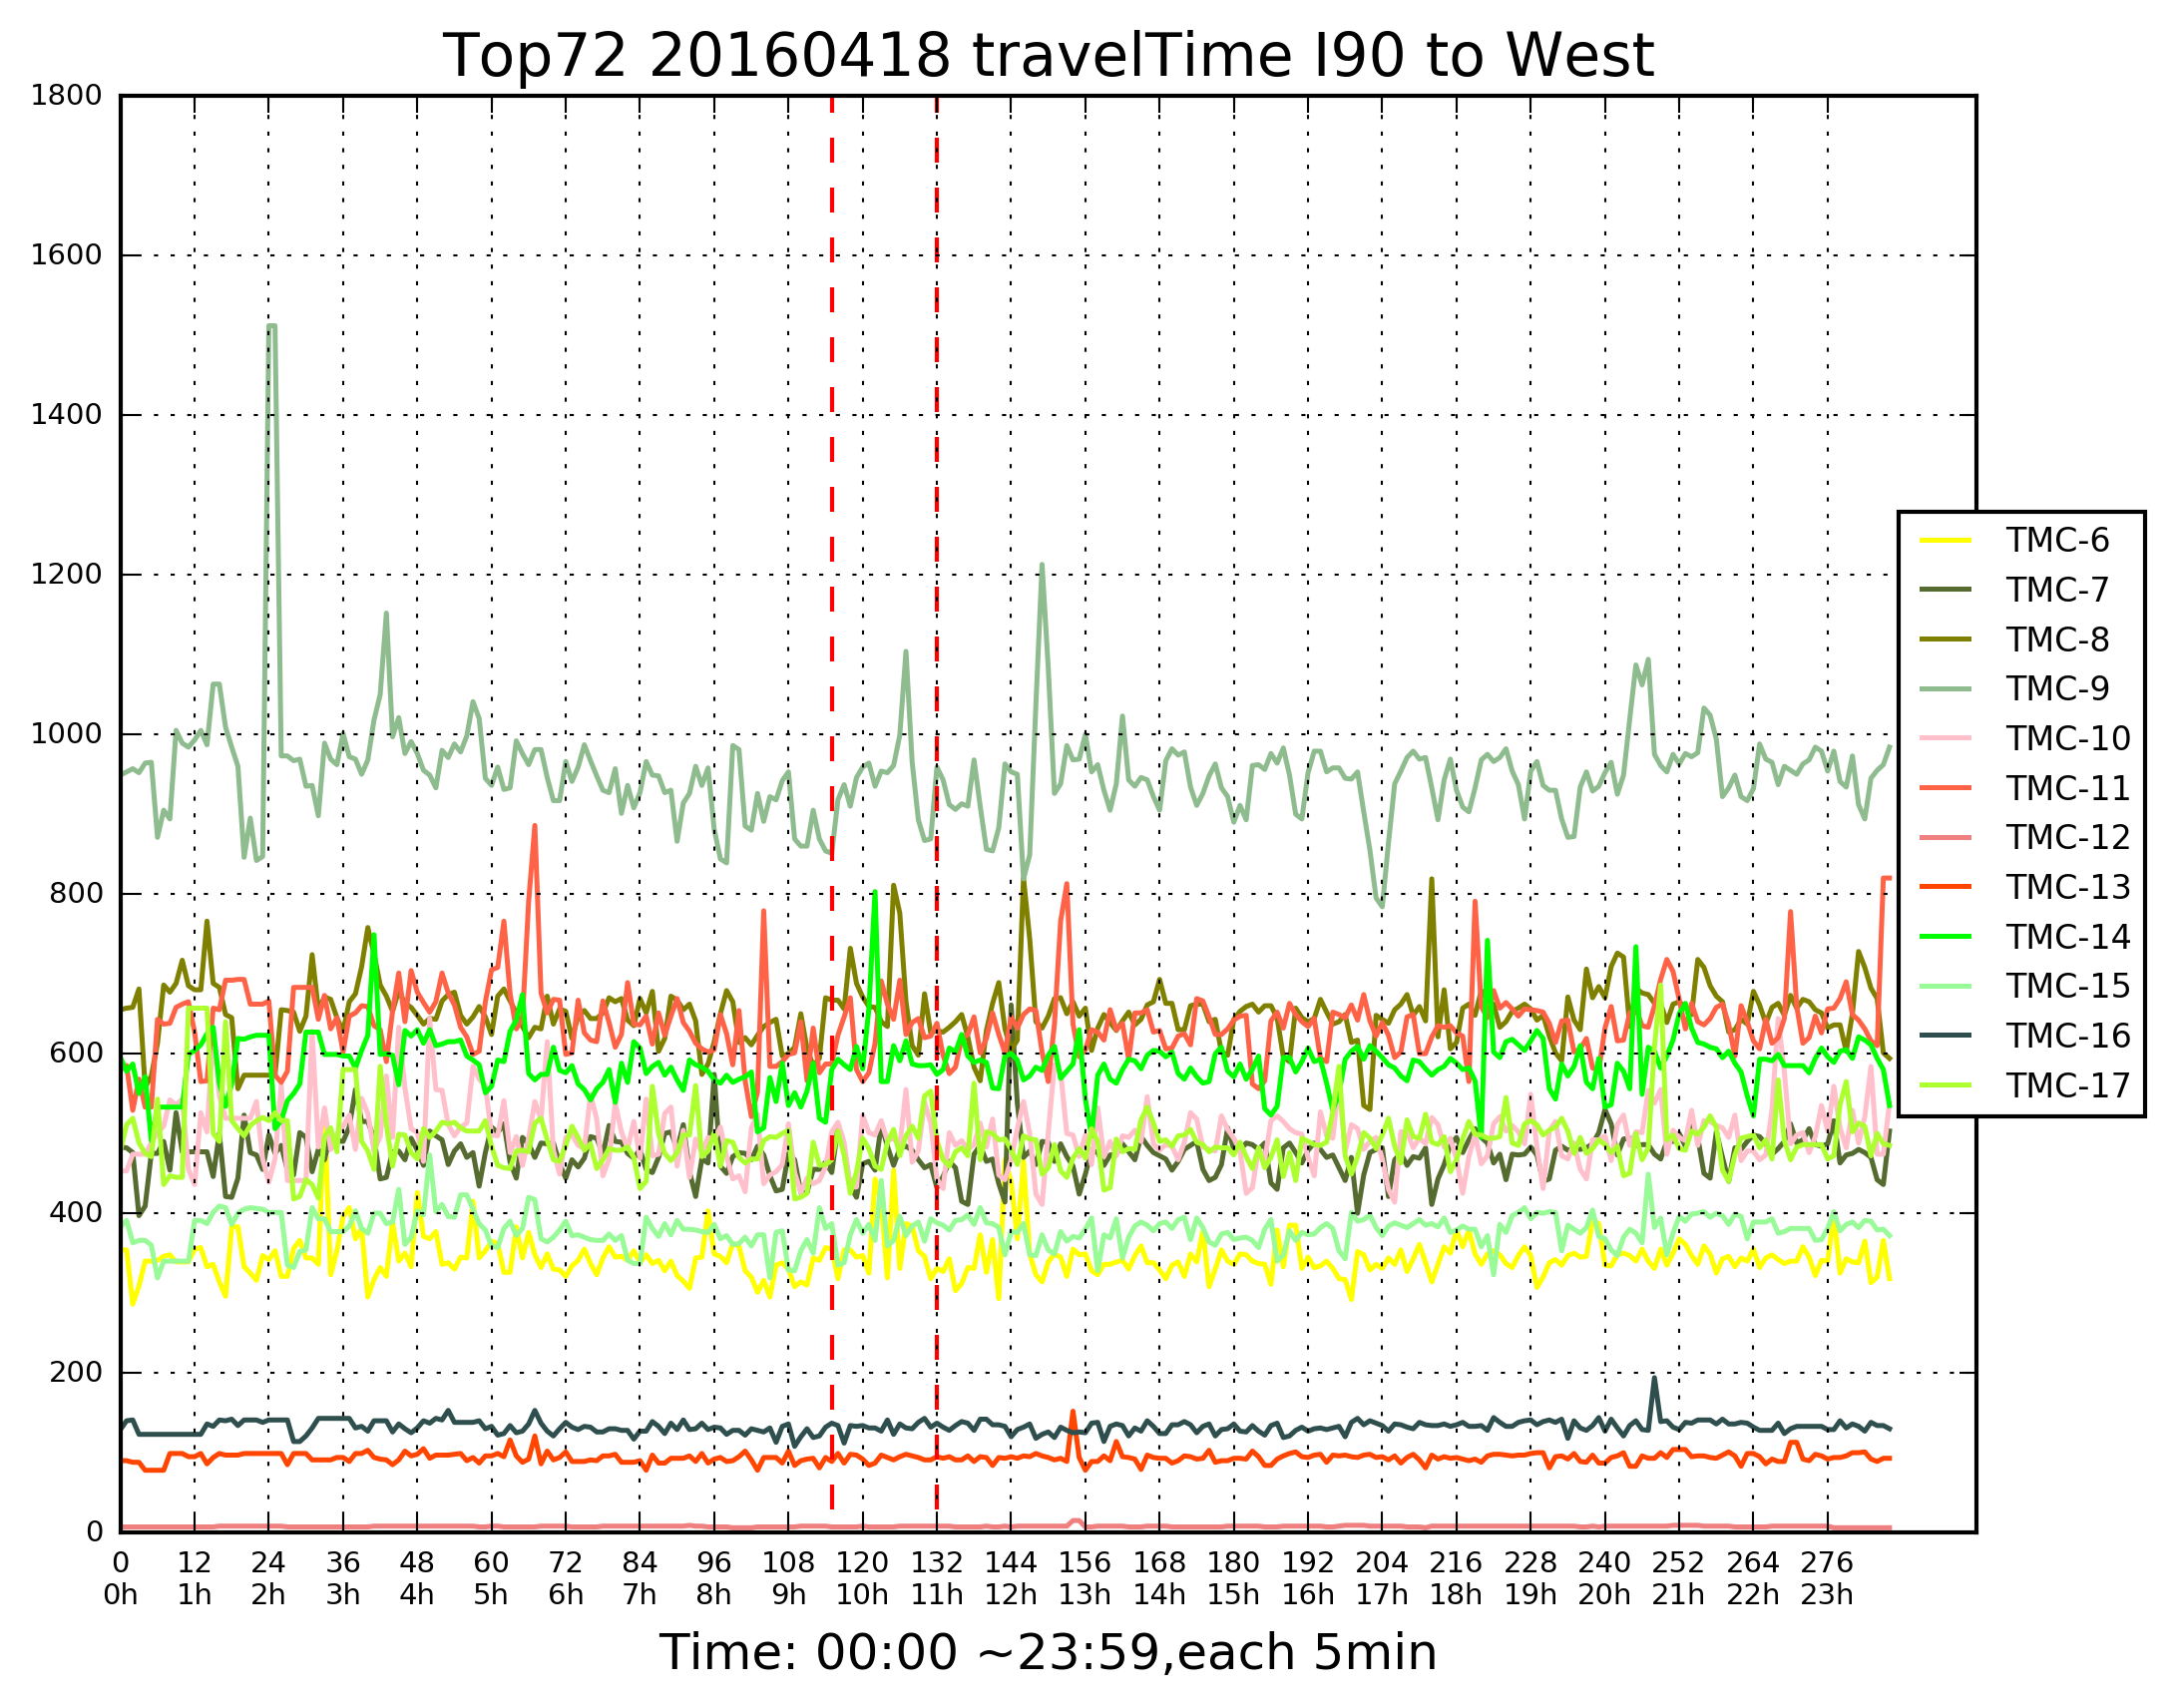 Top72 20160418 travelTime I90 to West
1800
1600
1400
1200
1000
800
600
400
200
0
TMC-6
TMC-7
TMC-8
TMC-9
TMC-10
TMC-11
TMC-12
TMC-13
TMC-14
TMC-15
TMC-16
TMC-17
0 12 24 36 48 60 72 84 96 108 120 132 144 156 168 180 192 204 216 228 240 252 264 276
0h 1h 2h 3h 4h 5h 6h 7h 8h 9h 10h 11h 12h 13h 14h 15h 16h 17h 18h 19h 20h 21h 22h 23h
Time: 00:00 ~23:59,each 5min